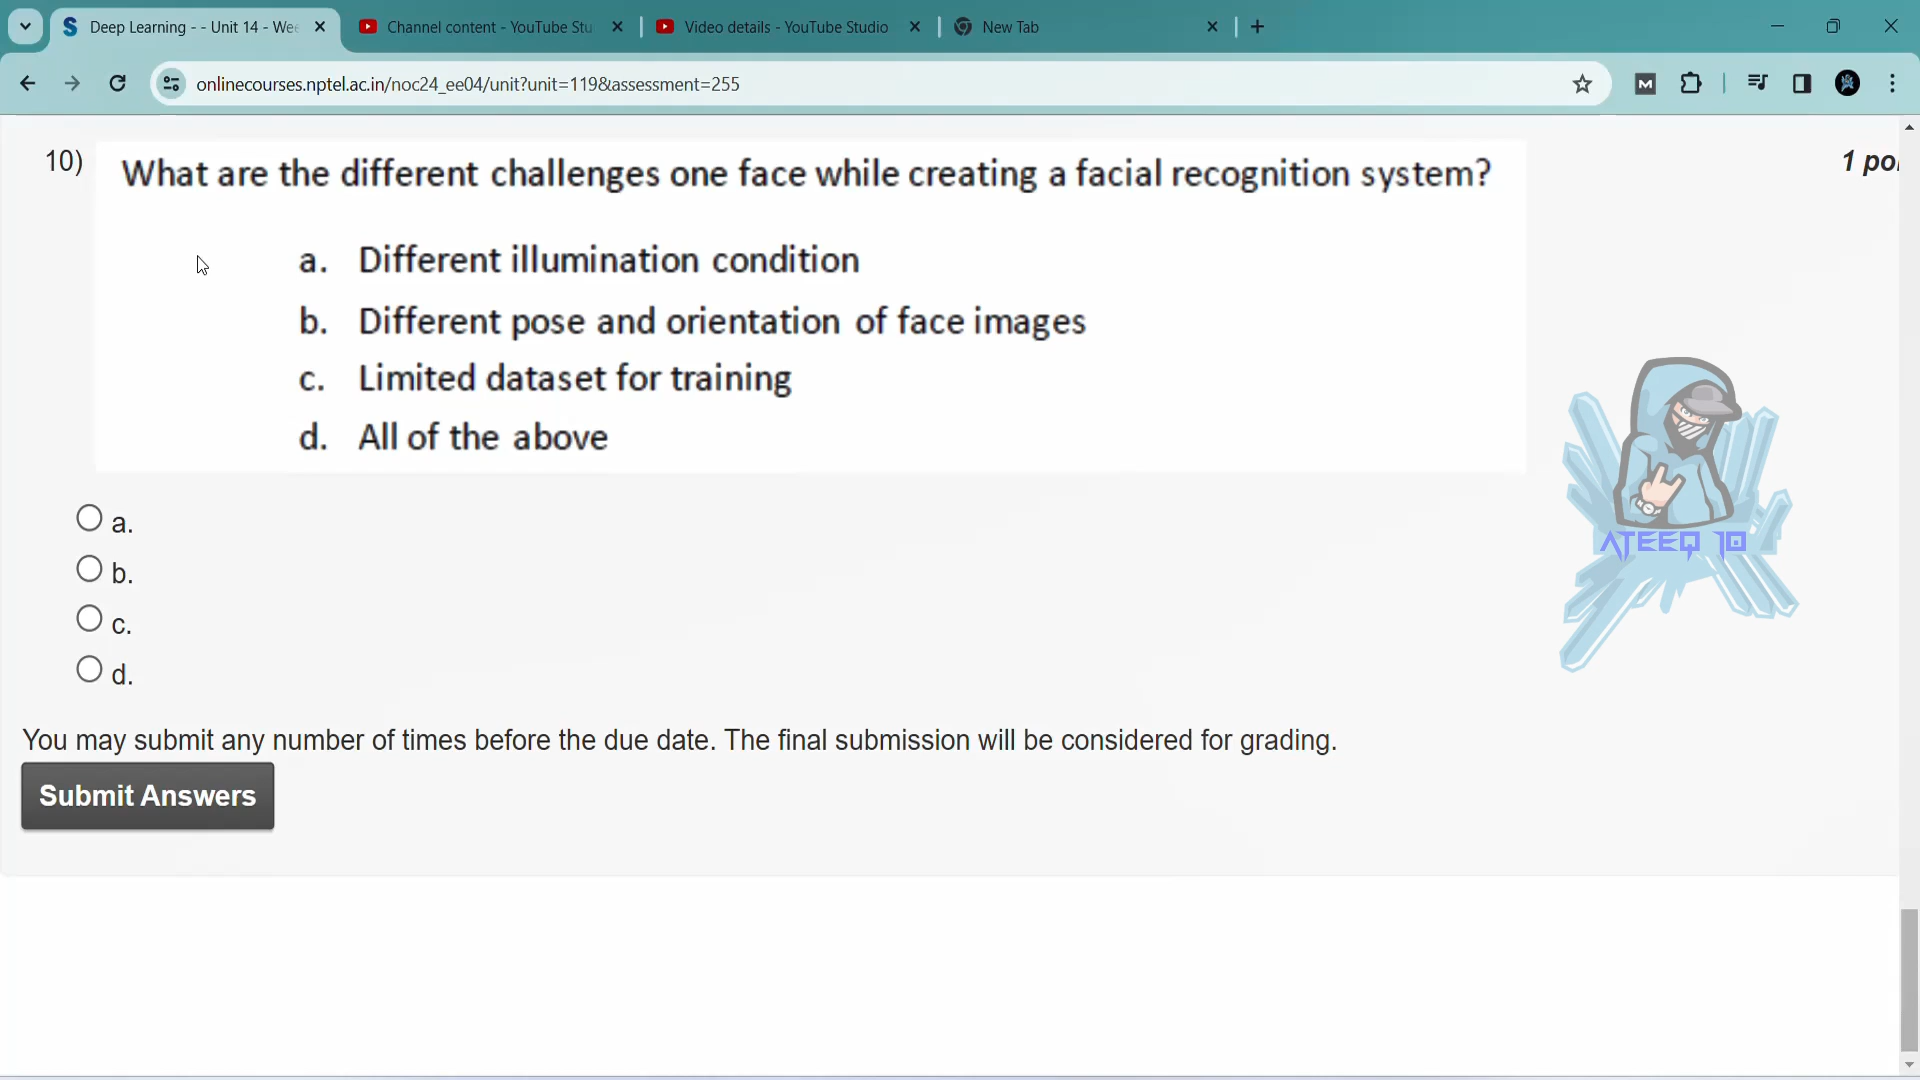 Deep Learning - - Unit 14 - Wee
Channel content - YouTube Stu
Video details - YouTube Studio
New Tab
onlinecourses.nptel.ac.in/noc24_ee04/unit?unit=119&assessment=255
10)
What are the different challenges one face while creating a facial recognition system?
1 poi
a. Different illumination condition
b. Different pose and orientation of face images
c. Limited dataset for training
d. All of the above
ATEEQ 10
a.
b.
c.
d.
You may submit any number of times before the due date. The final submission will be considered for grading.
Submit Answers